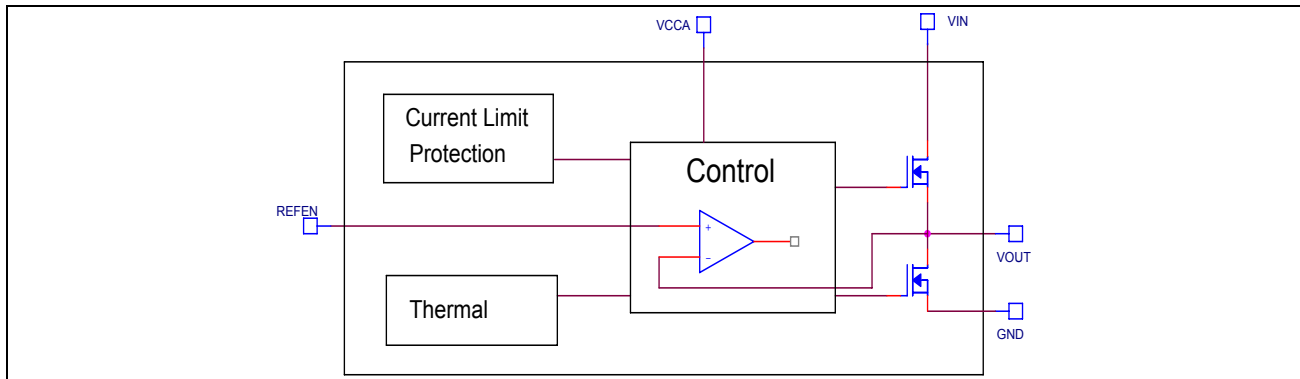 VCCA
VIN
Current Limit
Protection
Control
REFEN
+
−
VOUT
Thermal
GND